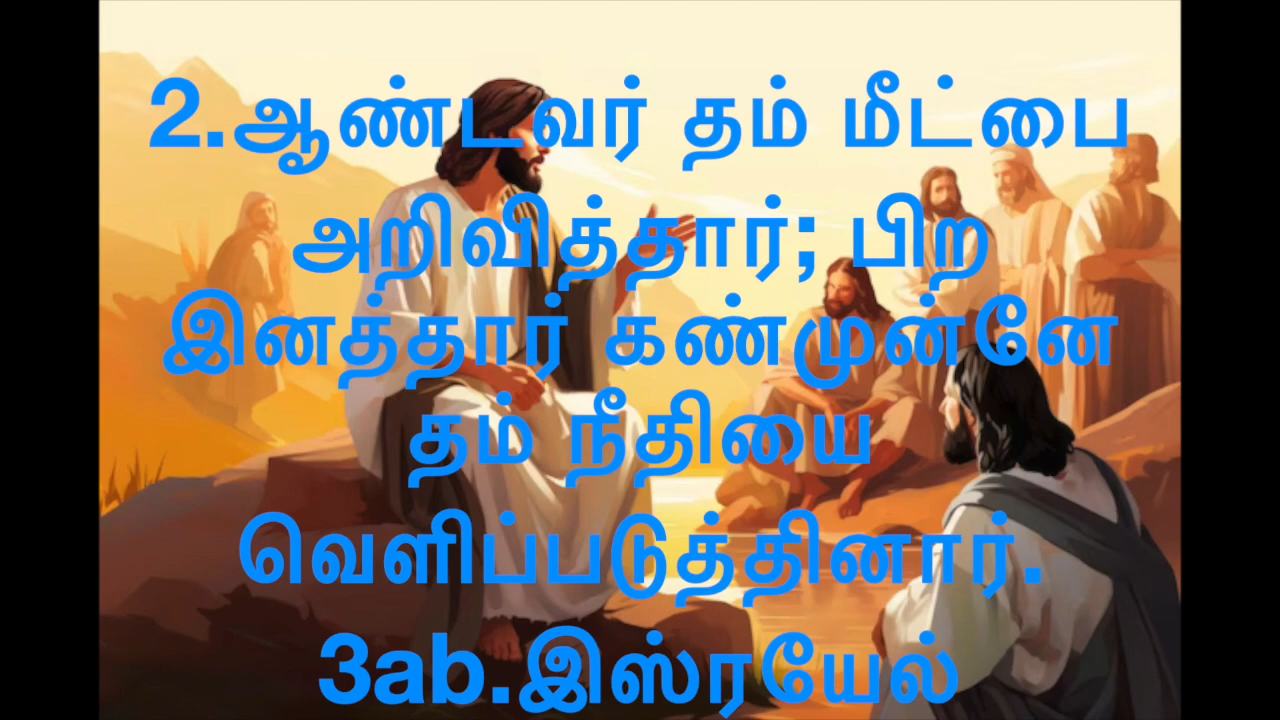 2.ஆண்டவர் தம் மீட்பை
அறிவித்தார்; பிற
இனத்தார் கண்முன்னே
தம் நீதியை
வெளிப்படுத்தினார்.
3ab.இஸ்ரயேல்